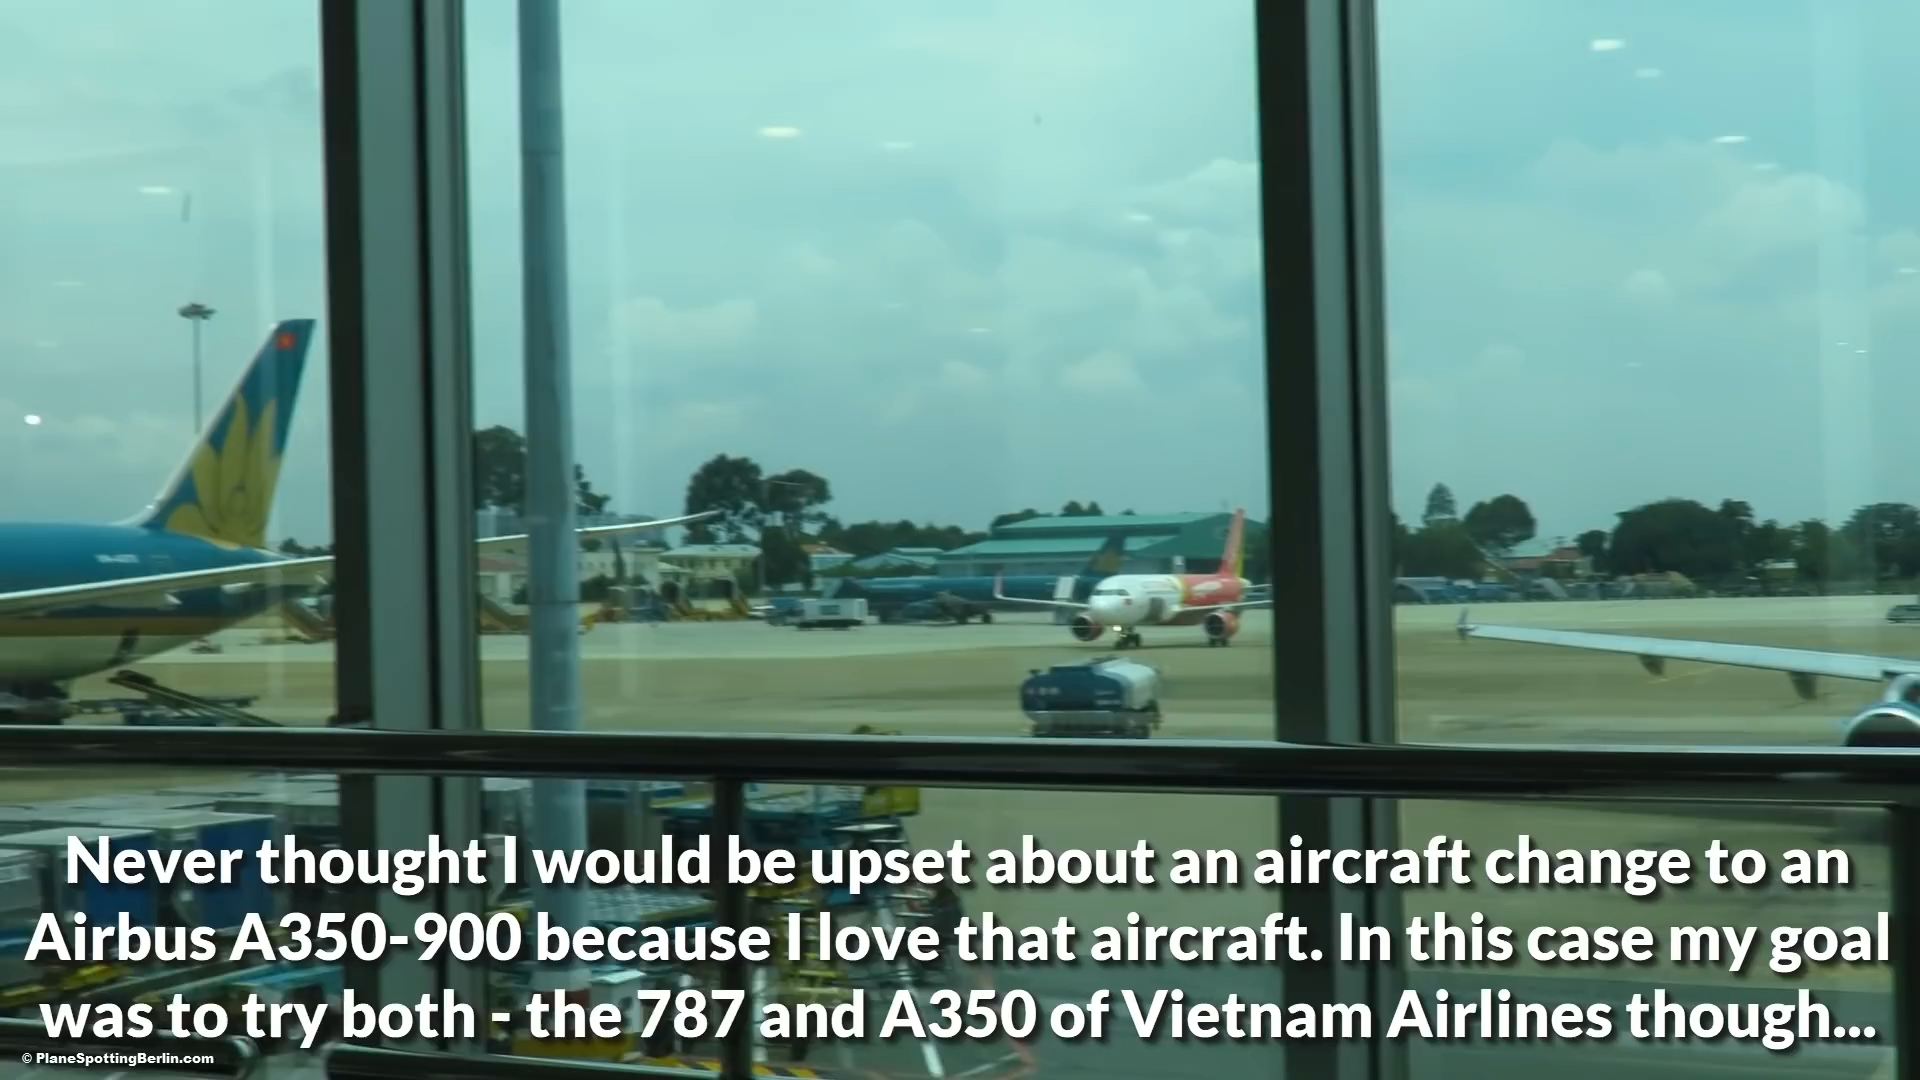 Never thought I would be upset about an aircraft change to an
Airbus A350-900 because I love that aircraft. In this case my goal
was to try both - the 787 and A350 of Vietnam Airlines though...
© PlaneSpottingBerlin.com